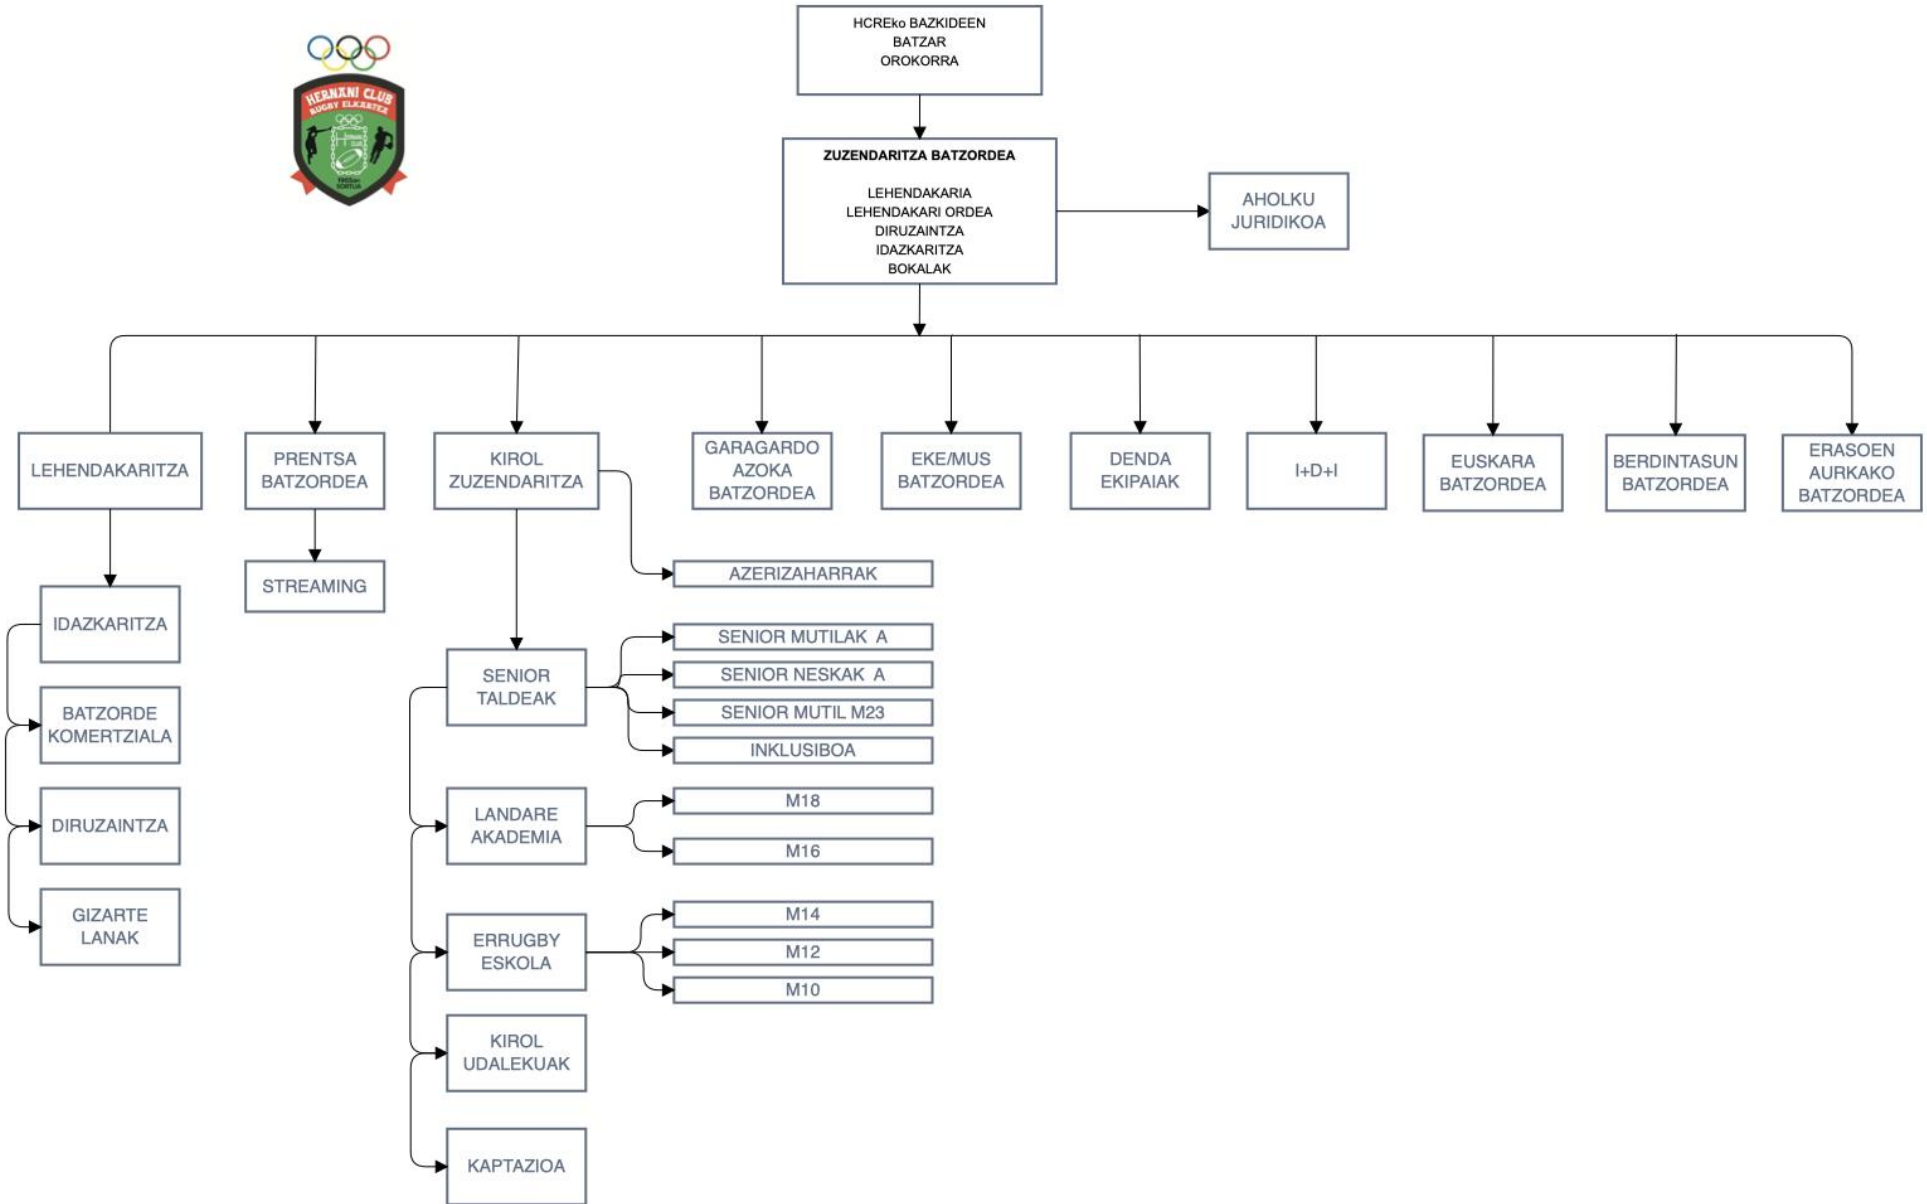 HERNANI CLUB
RUGBY ELKARTEA
1965an
SORTUA
HCREko BAZKIDEEN
BATZAR
OROKORRA
ZUZENDARITZA BATZORDEA
LEHENDAKARIA
LEHENDAKARI ORDEA
DIRUZAINTZA
IDAZKARITZA
BOKALAK
AHOLKU
JURIDIKOA
LEHENDAKARITZA
PRENTSA
BATZORDEA
KIROL
ZUZENDARITZA
GARAGARDO
AZOKA
BATZORDEA
EKE/MUS
BATZORDEA
DENDA
EKIPAIAK
I+D+I
EUSKARA
BATZORDEA
BERDINTASUN
BATZORDEA
ERASOEN
AURKAKO
BATZORDEA
IDAZKARITZA
BATZORDE
KOMERTZIALA
DIRUZAINTZA
GIZARTE
LANAK
STREAMING
AZERIZAHARRAK
SENIOR
TALDEAK
SENIOR MUTILAK A
SENIOR NESKAK A
SENIOR MUTIL M23
INKLUSIBOA
LANDARE
AKADEMIA
M18
M16
ERRUGBY
ESKOLA
M14
M12
M10
KIROL
UDALEKUAK
KAPTAZIOA